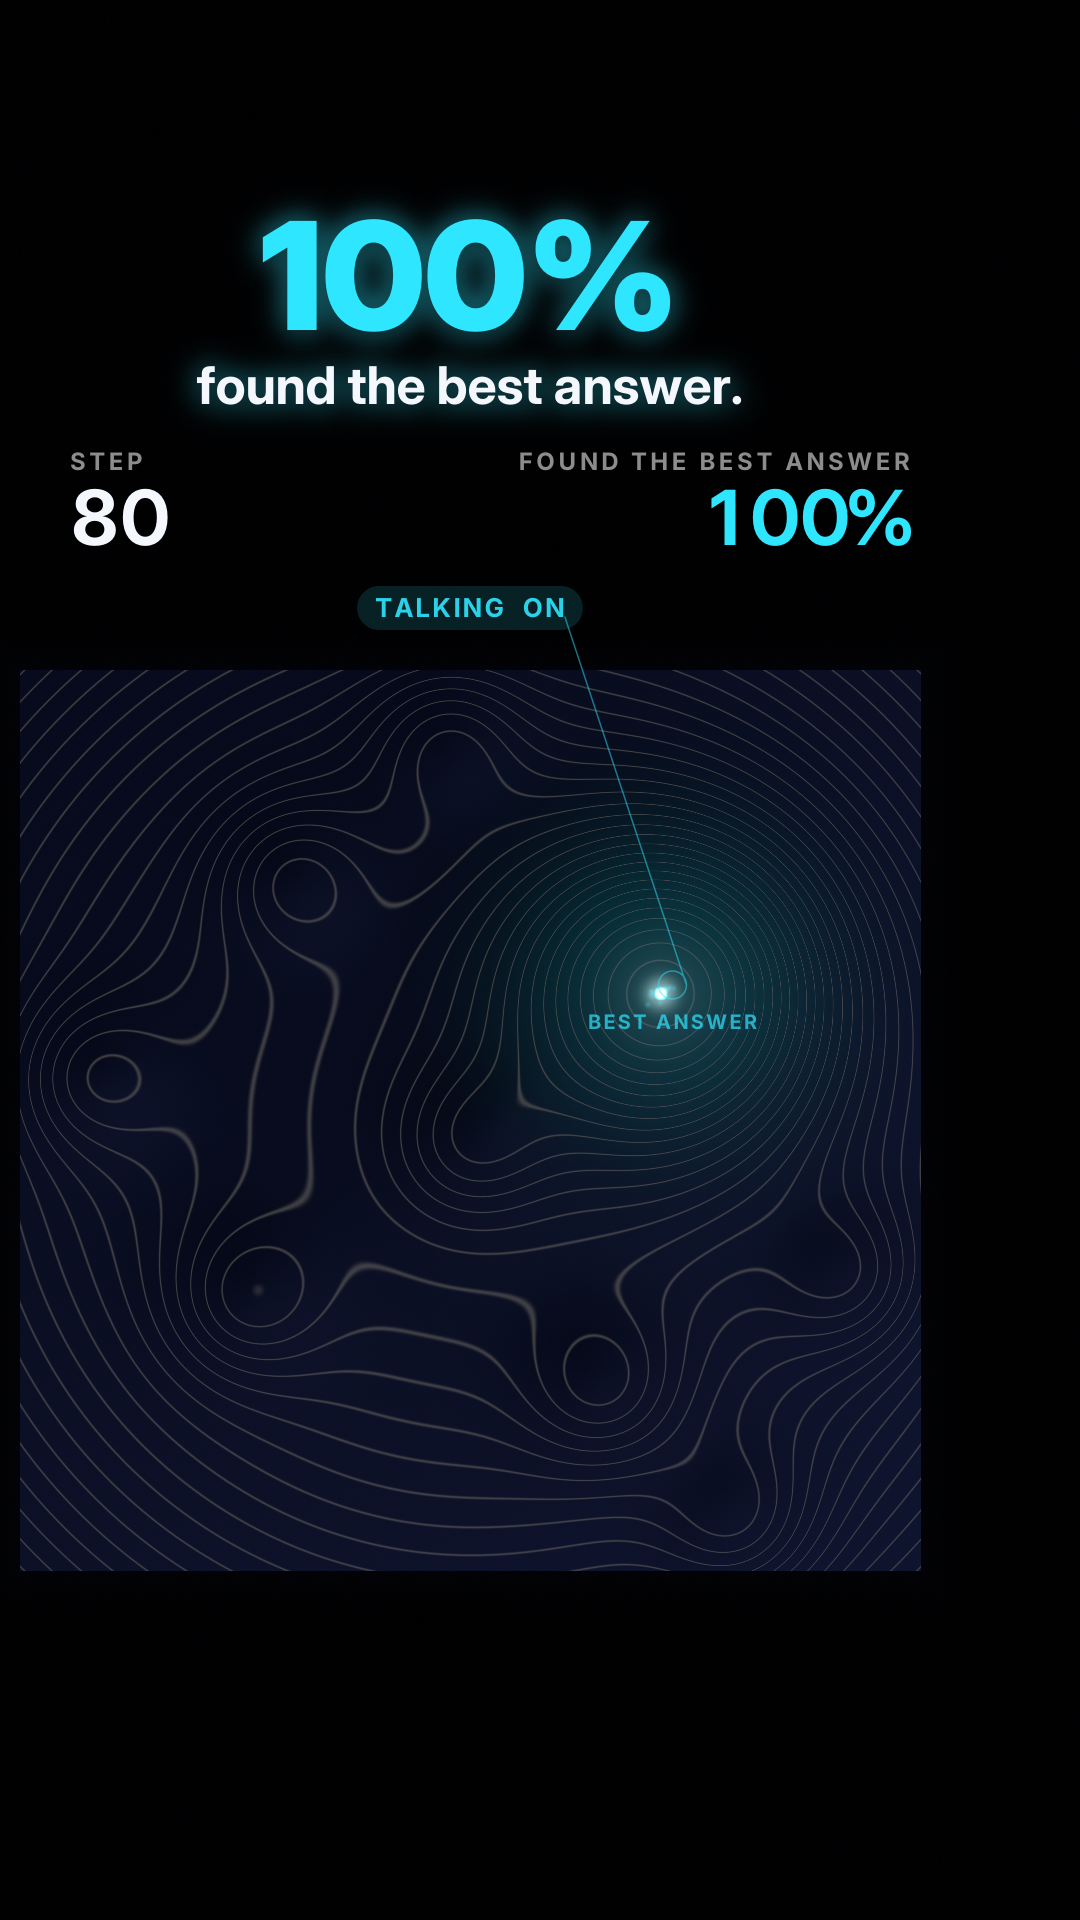 100%
found the best answer.
STEP
FOUND THE BEST ANSWER
80
100%
TALKING ON
BEST ANSWER